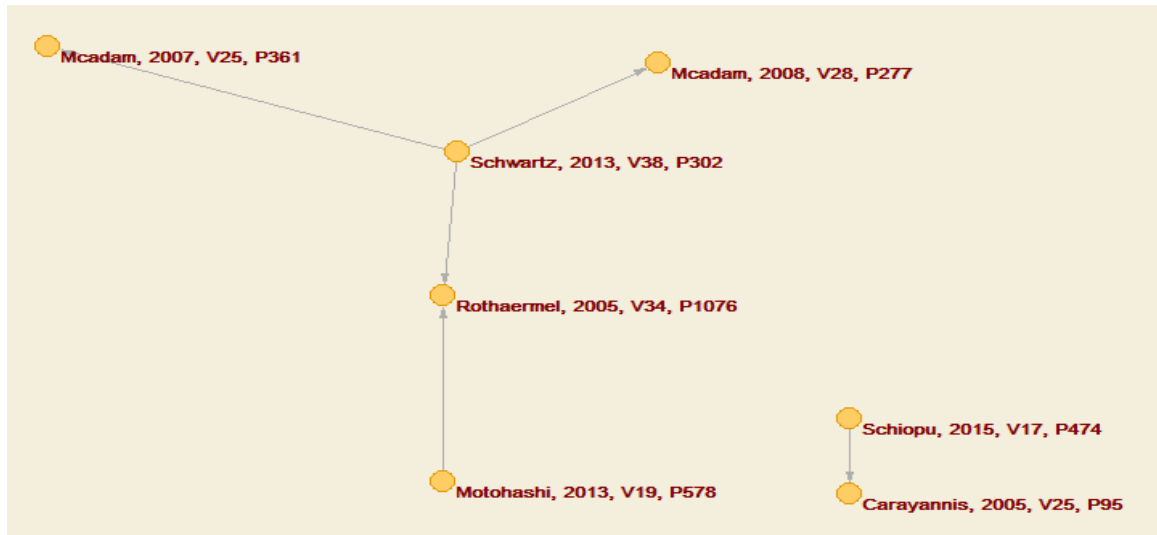 Mcadam, 2007, V25, P361
Mcadam, 2008, V28, P277
Schwartz, 2013, V38, P302
Rothaermel, 2005, V34, P1076
Schiopu, 2015, V17, P474
Motohashi, 2013, V19, P578
Carayannis, 2005, V25, P95